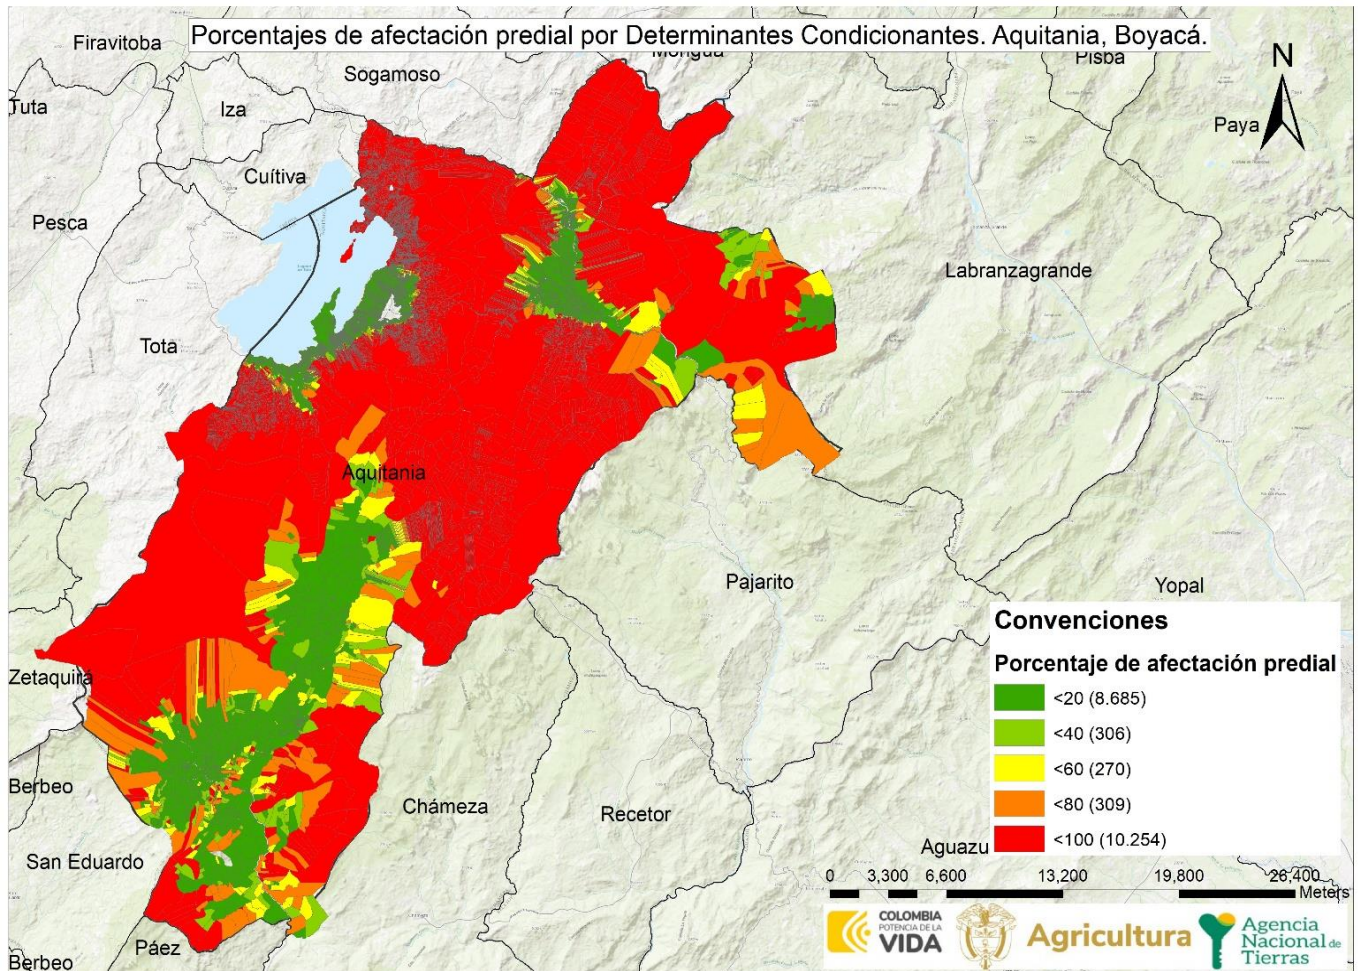 Porcentajes de afectación predial por Determinantes Condicionantes. Aquitania, Boyacá.
Firavitoba
Sogamoso
Mongua
Pisba
N
Tuta
Iza
Paya
Cuítiva
Pesca
Labranzagrande
Tota
Aquitania
Pajarito
Yopal
Zetaquirá
Berbeo
Chámeza
Recetor
San Eduardo
Aguazu
Páez
Berbeo
Convenciones
Porcentaje de afectación predial
<20 (8.685)
<40 (306)
<60 (270)
<80 (309)
<100 (10.254)
0 3,300 6,600 13,200 19,800 26,400
Meters
COLOMBIA
POTENCIA DE LA
VIDA
Agricultura
Agencia
Nacional de
Tierras